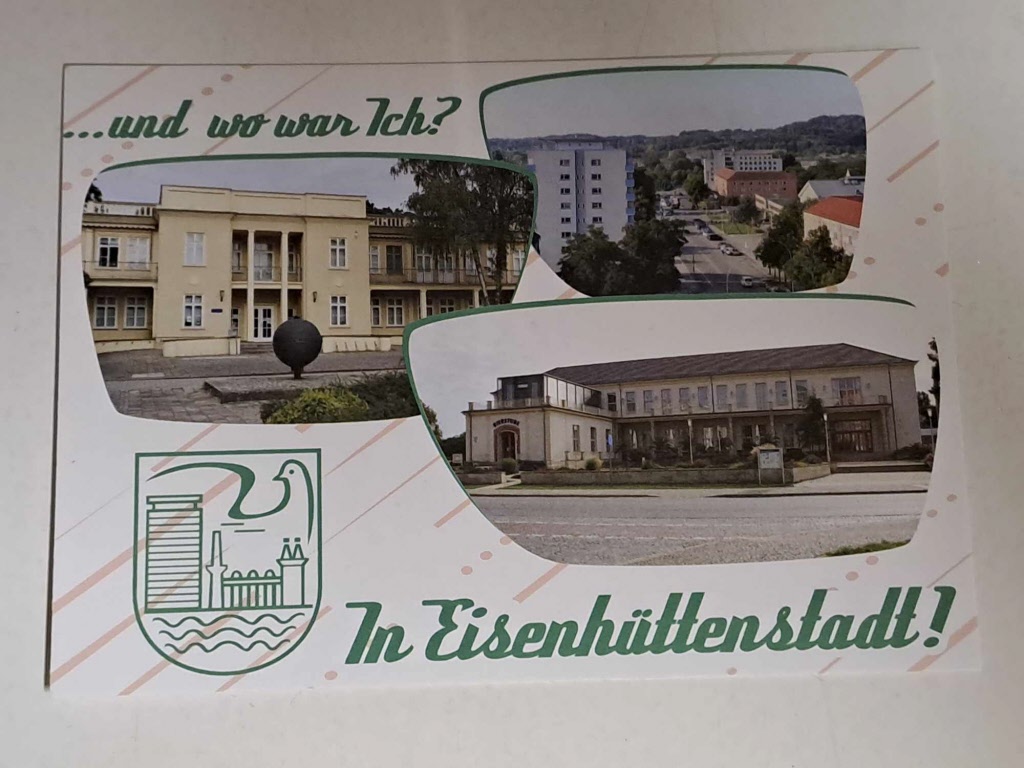 ...und wo war Ich?
In Eisenhüttenstadt!